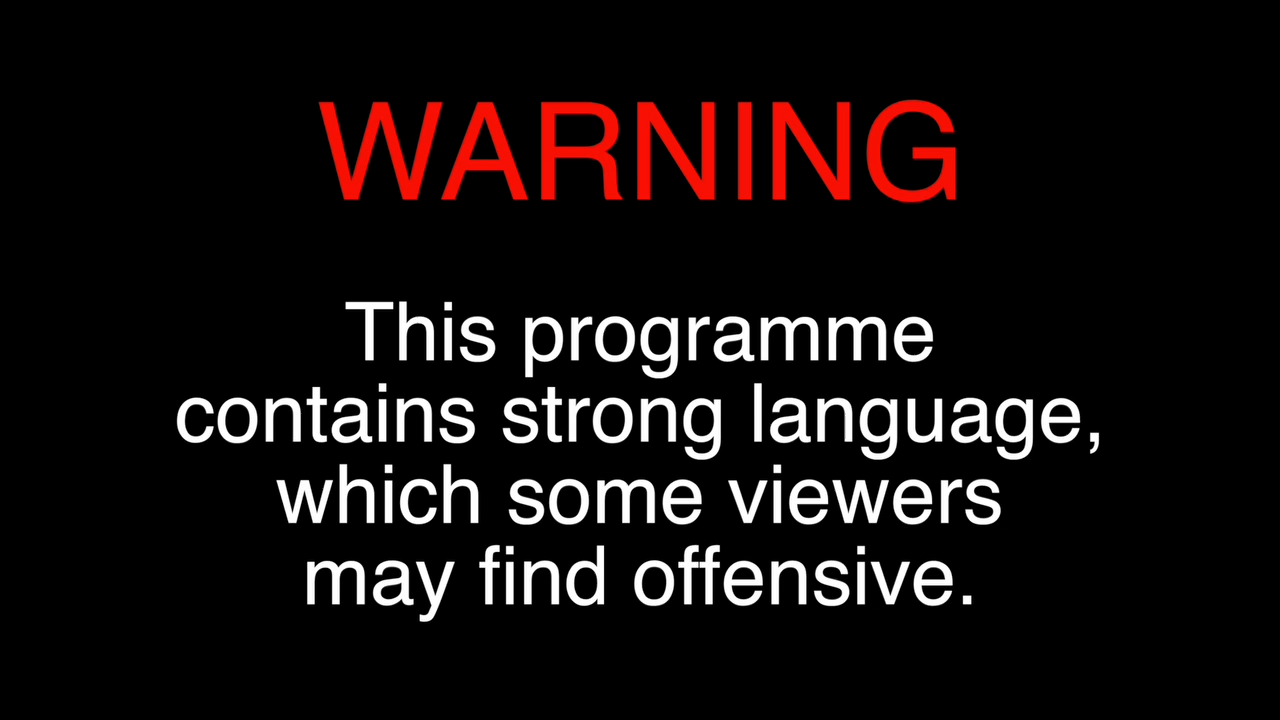 WARNING
This programme
contains strong language,
which some viewers
may find offensive.